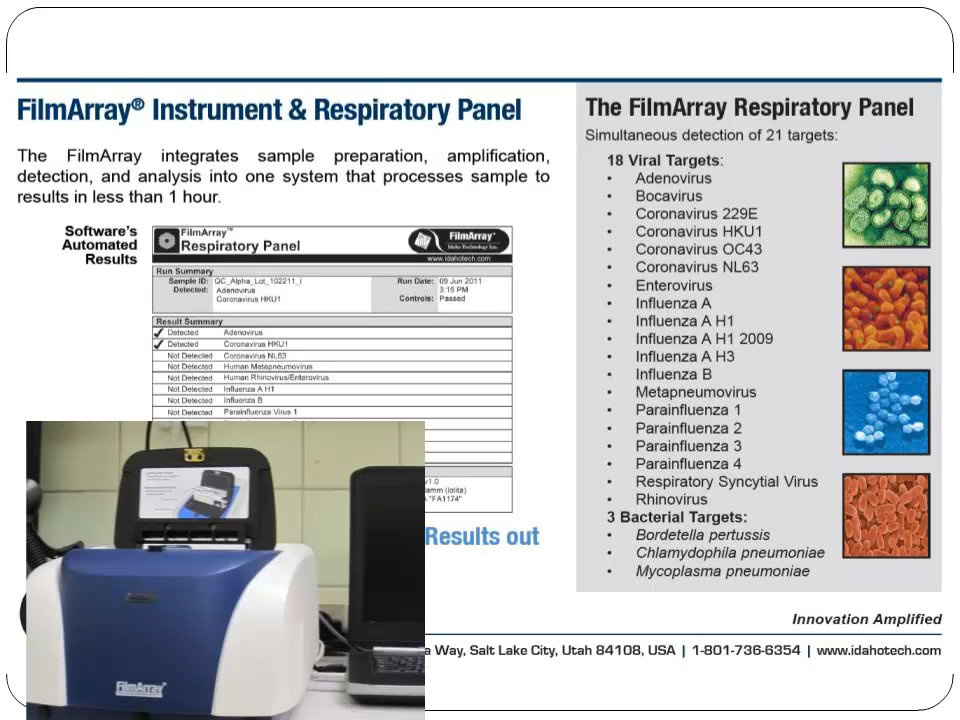 FilmArray® Instrument & Respiratory Panel
The FilmArray integrates sample preparation, amplification,
detection, and analysis into one system that processes sample to
results in less than 1 hour.
Software's
Automated
Results
FilmArray™
Respiratory Panel
FilmArray
Idaho Technology Inc.
www.idahotech.com
Run Summary
Sample ID: QC_Alpha_Lot_102211_I
Detected: Adenovirus
Coronavirus HKU1
Run Date: 09 Jun 2011
3:15 PM
Controls: Passed
Result Summary
Detected Adenovirus
Detected Coronavirus HKU1
Not Detected Coronavirus NL63
Not Detected Human Metapneumovirus
Not Detected Human Rhinovirus/Enterovirus
Not Detected Influenza A H1
Not Detected Influenza B
Not Detected Parainfluenza Virus 1
v1.0
(lolita)
"FA1174"
Results out
FilmArray
The FilmArray Respiratory Panel
Simultaneous detection of 21 targets:
18 Viral Targets:
• Adenovirus
• Bocavirus
• Coronavirus 229E
• Coronavirus HKU1
• Coronavirus OC43
• Coronavirus NL63
• Enterovirus
• Influenza A
• Influenza A H1
• Influenza A H1 2009
• Influenza A H3
• Influenza B
• Metapneumovirus
• Parainfluenza 1
• Parainfluenza 2
• Parainfluenza 3
• Parainfluenza 4
• Respiratory Syncytial Virus
• Rhinovirus
3 Bacterial Targets:
• Bordetella pertussis
• Chlamydophila pneumoniae
• Mycoplasma pneumoniae
Innovation Amplified
a Way, Salt Lake City, Utah 84108, USA | 1-801-736-6354 | www.idahotech.com